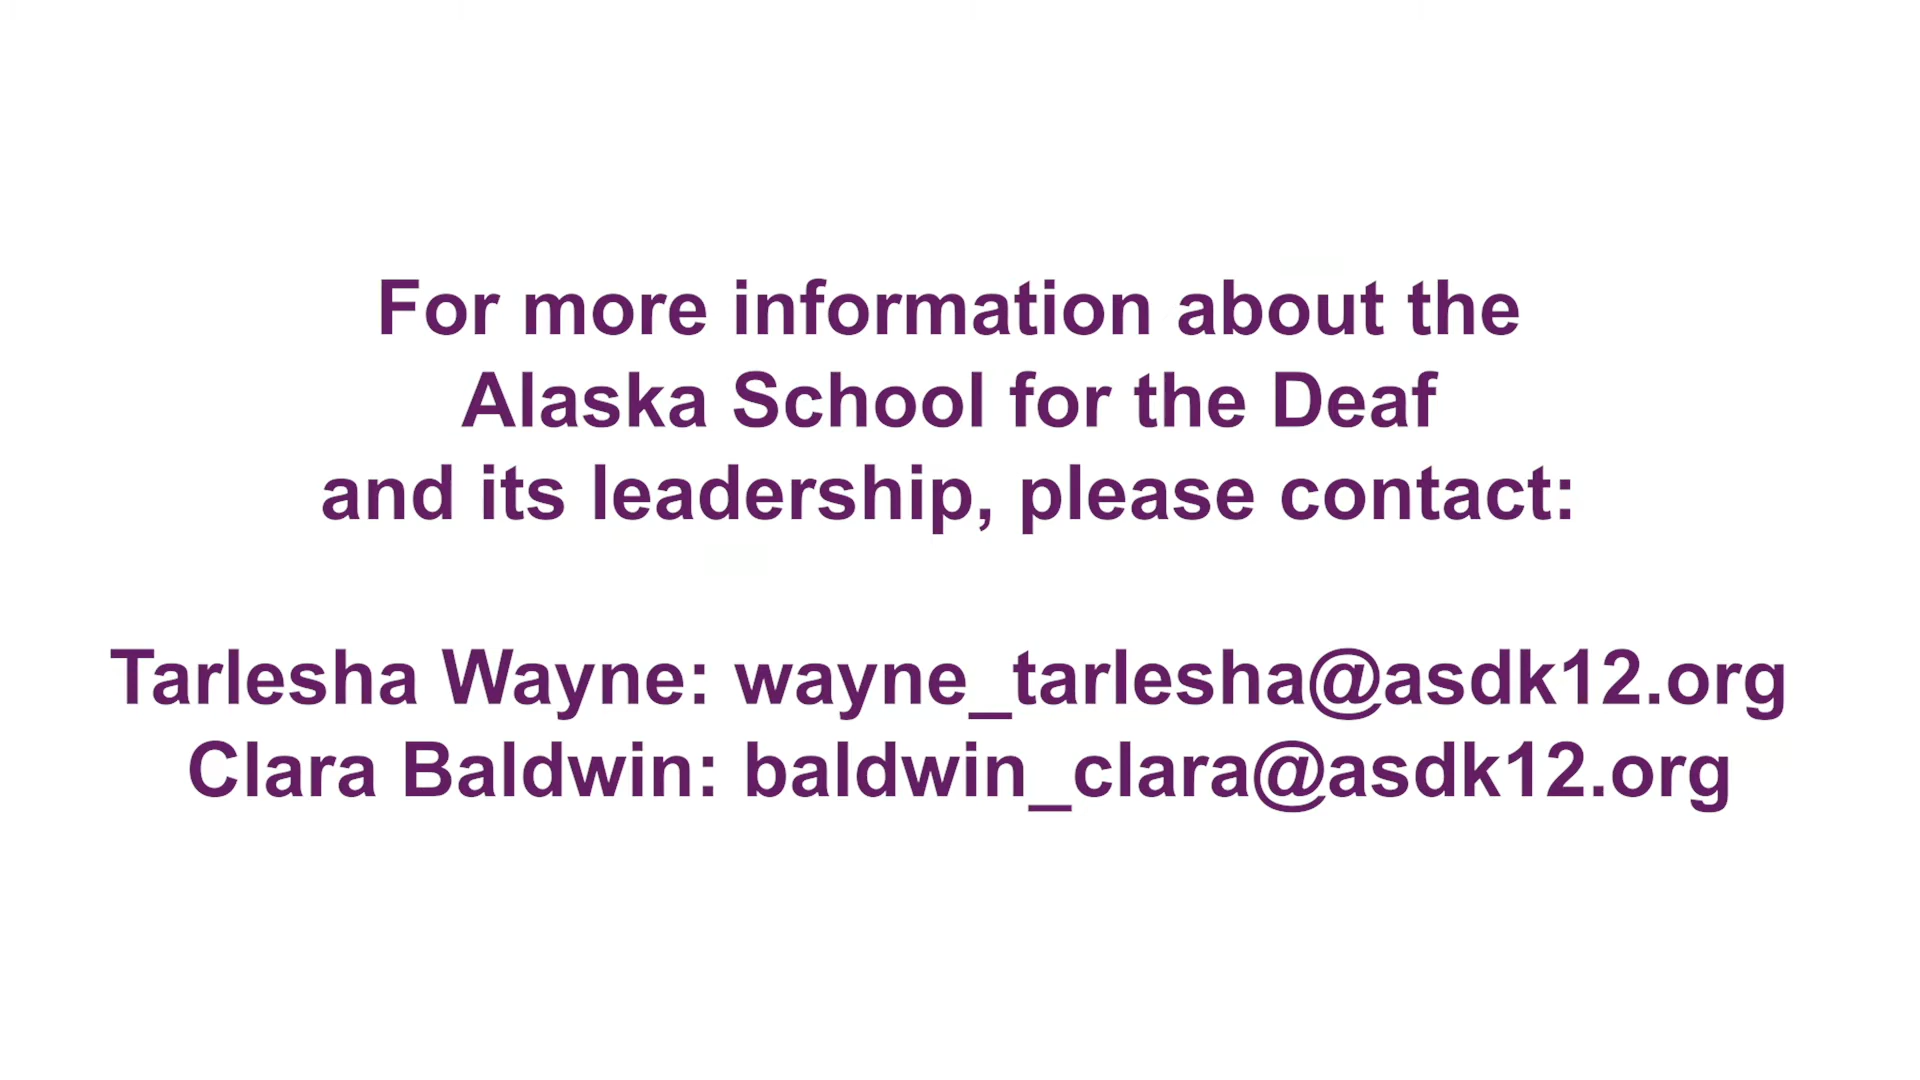 For more information about the
Alaska School for the Deaf
and its leadership, please contact:
Tarlesha Wayne: wayne_tarlesha@asdk12.org
Clara Baldwin: baldwin_clara@asdk12.org